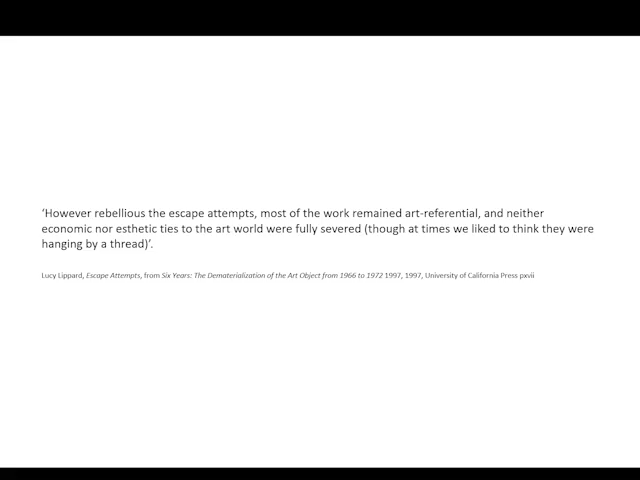 ‘However rebellious the escape attempts, most of the work remained art-referential, and neither
economic nor esthetic ties to the art world were fully severed (though at times we liked to think they were
hanging by a thread)’.
Lucy Lippard, Escape Attempts, from Six Years: The Dematerialization of the Art Object from 1966 to 1972 1997, 1997, University of California Press pxvii